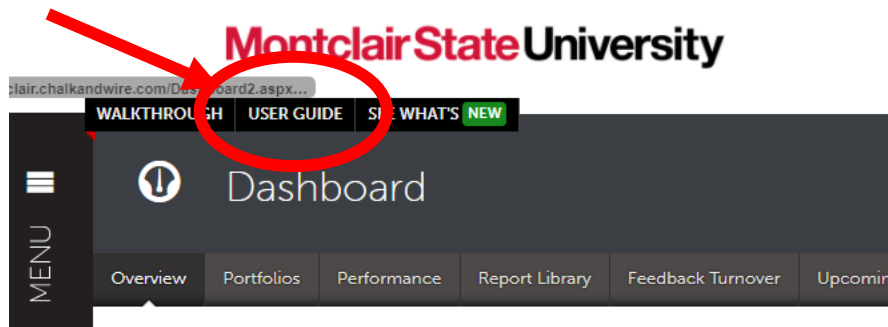 Montclair State University
clair.chalkandwire.com/Dashboard2.aspx...
WALKTHROUGH USER GUIDE SEE WHAT'S NEW
Dashboard
MENU
Overview Portfolios Performance Report Library Feedback Turnover Upcomin